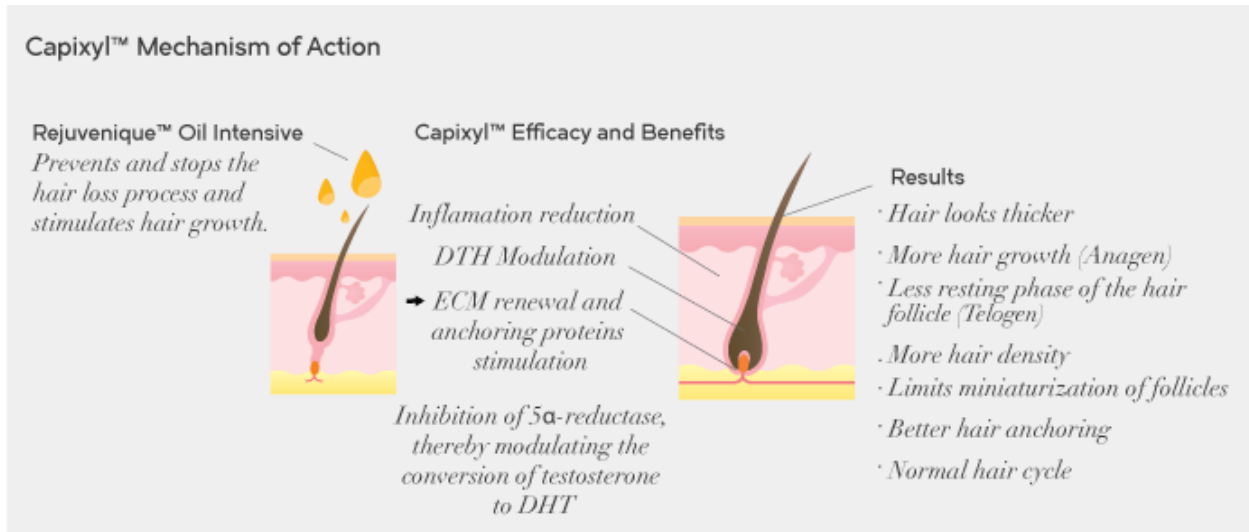 Capixyl™ Mechanism of Action
Rejuvenique™ Oil Intensive
Prevents and stops the
hair loss process and
stimulates hair growth.
Capixyl™ Efficacy and Benefits
Inflamation reduction
DTH Modulation
ECM renewal and
anchoring proteins
stimulation
Inhibition of 5α-reductase,
thereby modulating the
conversion of testosterone
to DHT
Results
· Hair looks thicker
· More hair growth (Anagen)
· Less resting phase of the hair
follicle (Telogen)
. More hair density
· Limits miniaturization of follicles
· Better hair anchoring
· Normal hair cycle